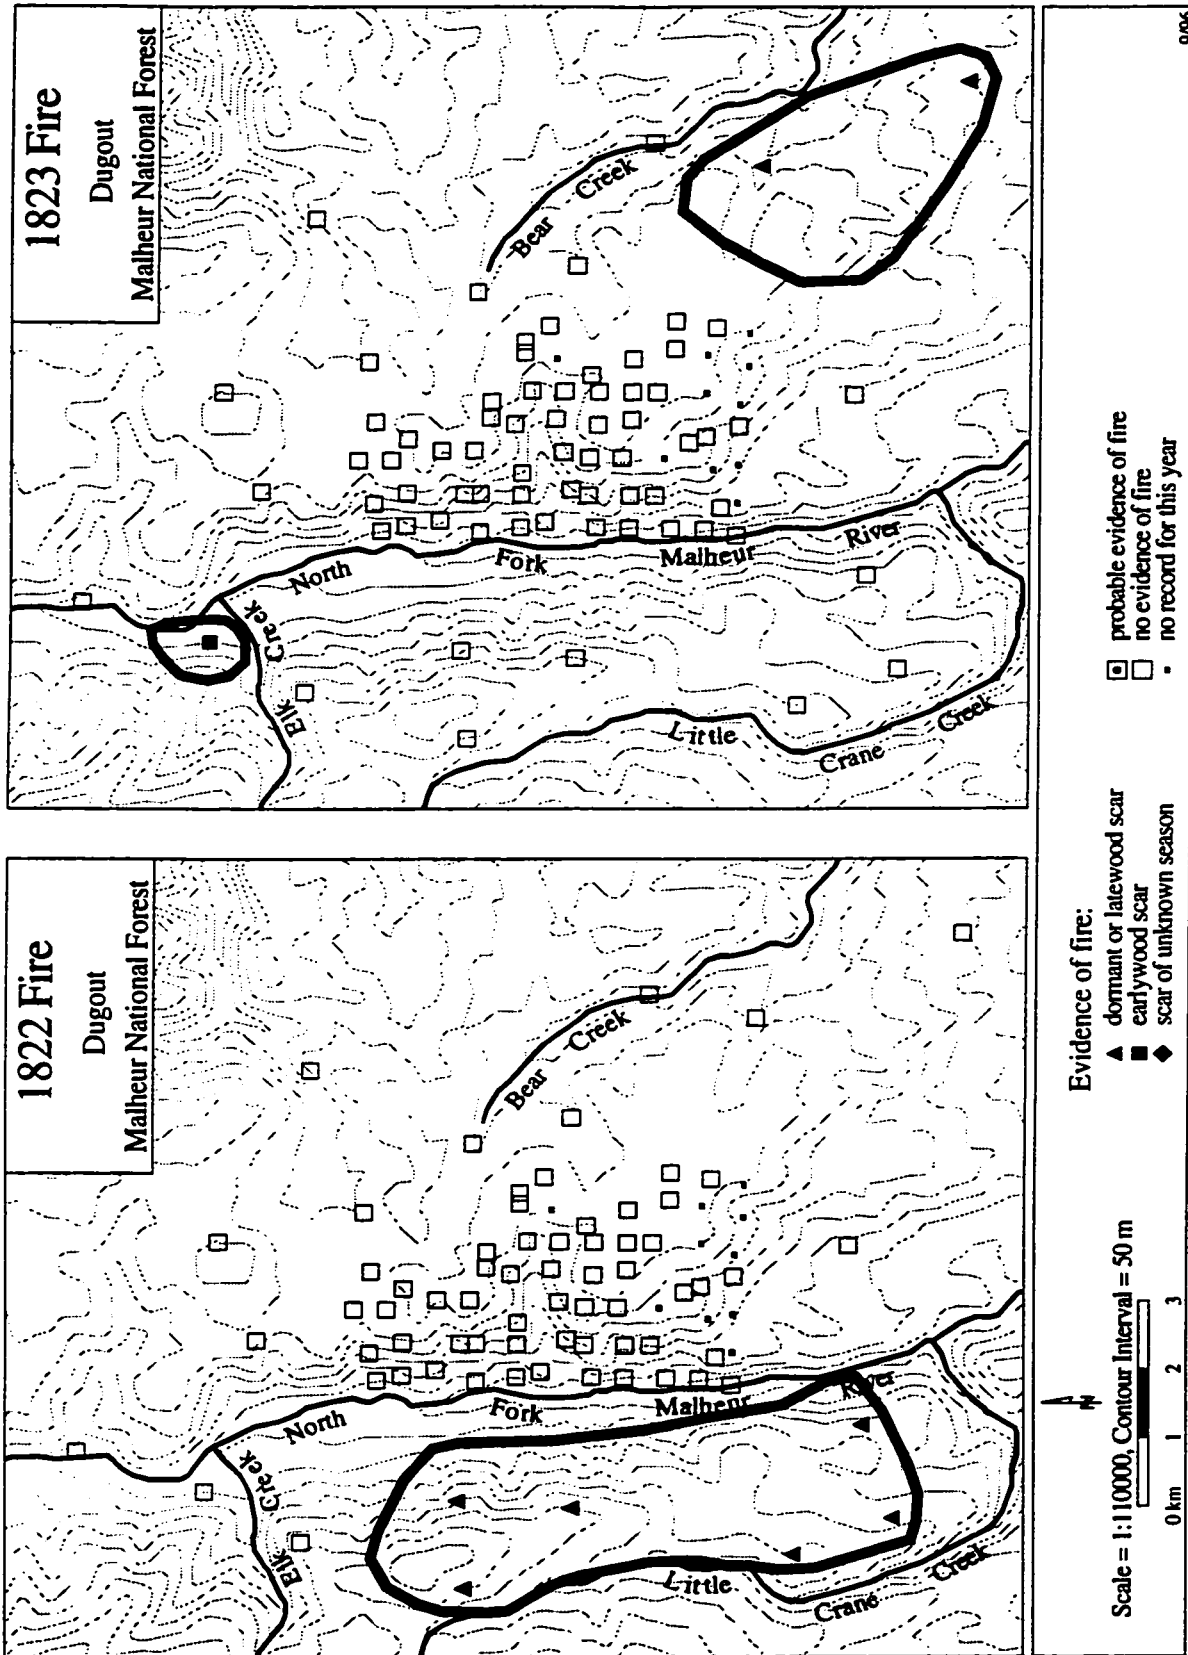 1822 Fire
Dugout
Malheur National Forest
Elk
Creek
North
Fork
Malheur
River
Little
Crane
Creek
Bear
Creek
1823 Fire
Dugout
Malheur National Forest
Elk
Creek
North
Fork
Malheur
River
Little
Crane
Creek
Bear
Creek
Scale = 1:110000, Contour Interval = 50 m
0 km 1 2 3
N
Evidence of fire:
dormant or latewood scar
earlywood scar
scar of unknown season
probable evidence of fire
no evidence of fire
no record for this year
9/96